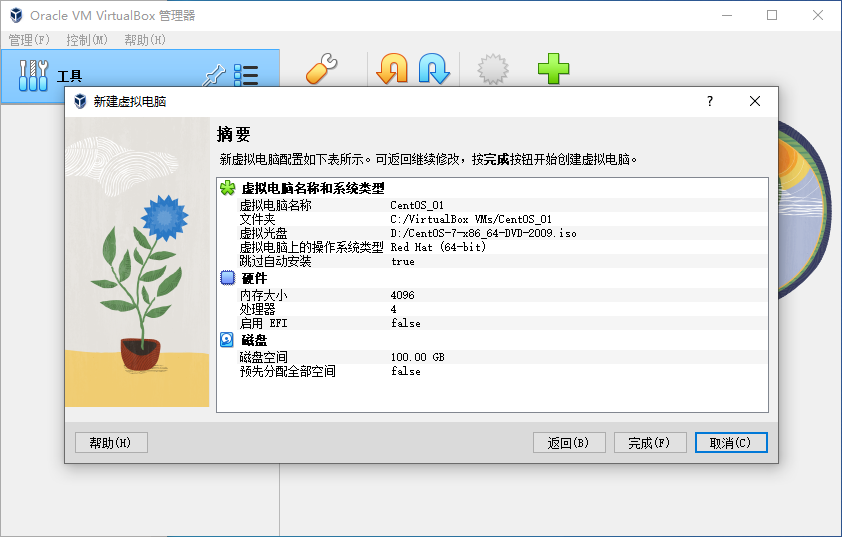 Oracle VM VirtualBox 管理器
管理(F) 控制(M) 帮助(H)
工具
新建虚拟电脑
摘要
新虚拟电脑配置如下表所示。可返回继续修改，按完成按钮开始创建虚拟电脑。
虚拟电脑名称和系统类型
虚拟电脑名称 CentOS_01
文件夹 C:/VirtualBox VMs/CentOS_01
虚拟光盘 D:/CentOS-7-x86_64-DVD-2009.iso
虚拟电脑上的操作系统类型 Red Hat (64-bit)
跳过自动安装 true
硬件
内存大小 4096
处理器 4
启用 EFI false
磁盘
磁盘空间 100.00 GB
预先分配全部空间 false
帮助(H) 返回(B) 完成(F) 取消(C)